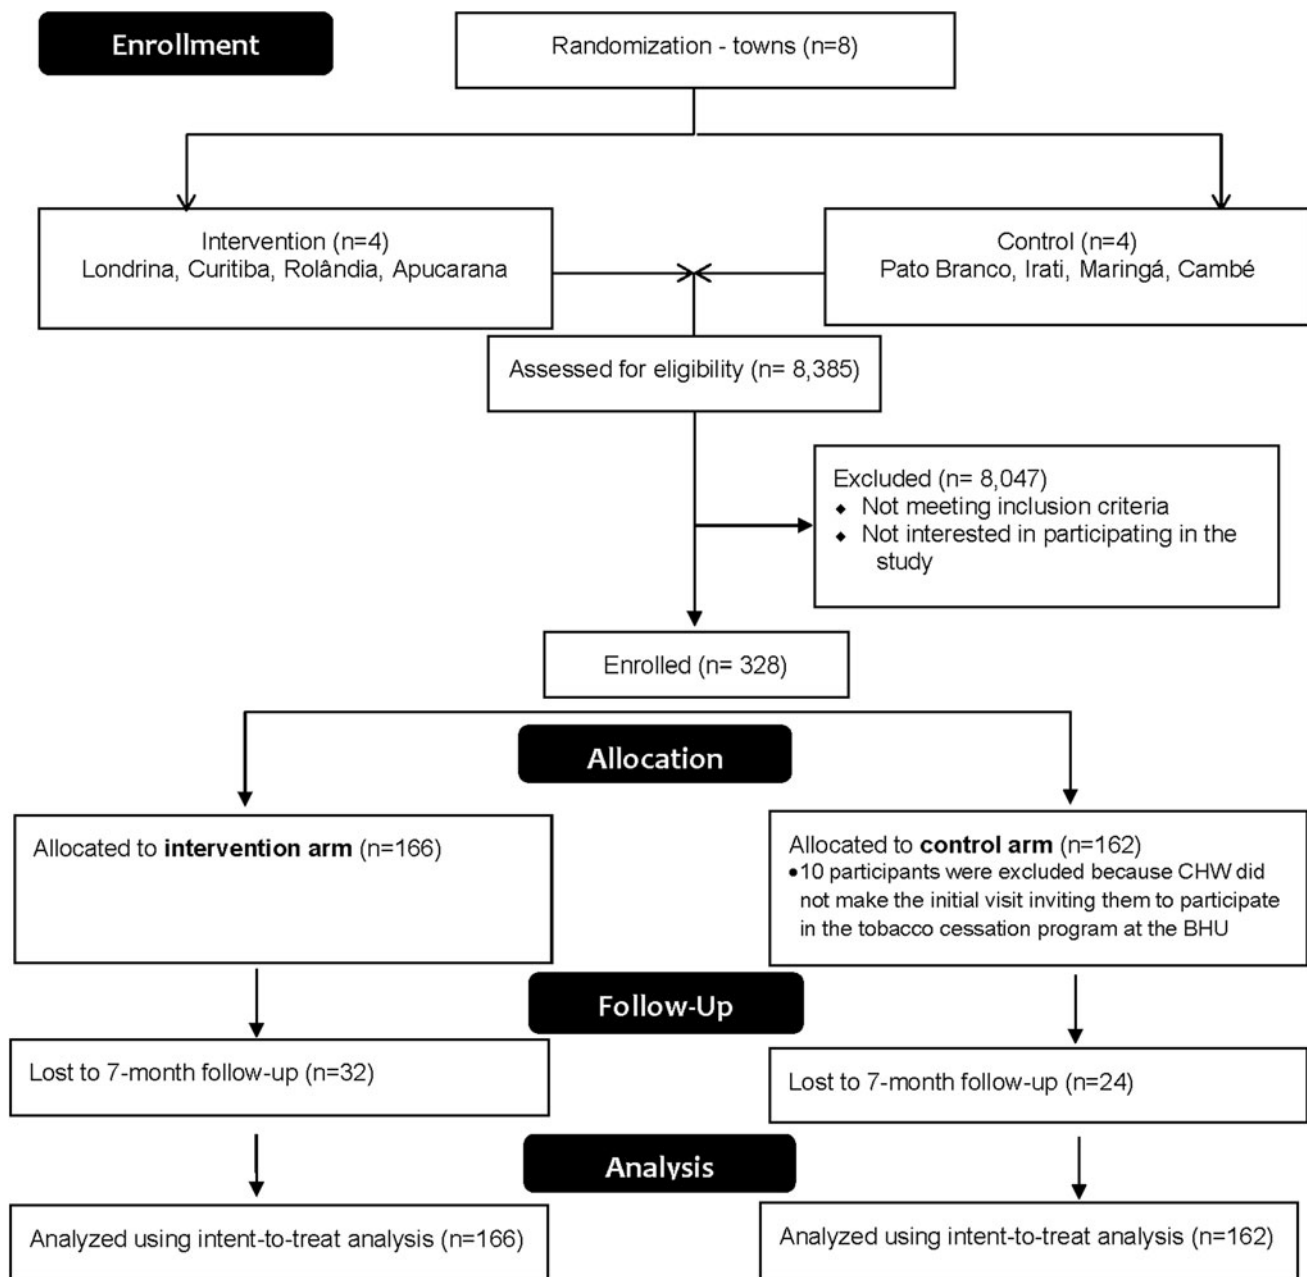 Enrollment
Randomization - towns (n=8)
Intervention (n=4)
Londrina, Curitiba, Rolândia, Apucarana
Control (n=4)
Pato Branco, Irati, Maringá, Cambé
Assessed for eligibility (n= 8,385)
Excluded (n= 8,047)
◆ Not meeting inclusion criteria
◆ Not interested in participating in the
study
Enrolled (n= 328)
Allocation
Allocated to intervention arm (n=166)
Allocated to control arm (n=162)
•10 participants were excluded because CHW did
not make the initial visit inviting them to participate
in the tobacco cessation program at the BHU
Follow-Up
Lost to 7-month follow-up (n=32)
Lost to 7-month follow-up (n=24)
Analysis
Analyzed using intent-to-treat analysis (n=166)
Analyzed using intent-to-treat analysis (n=162)